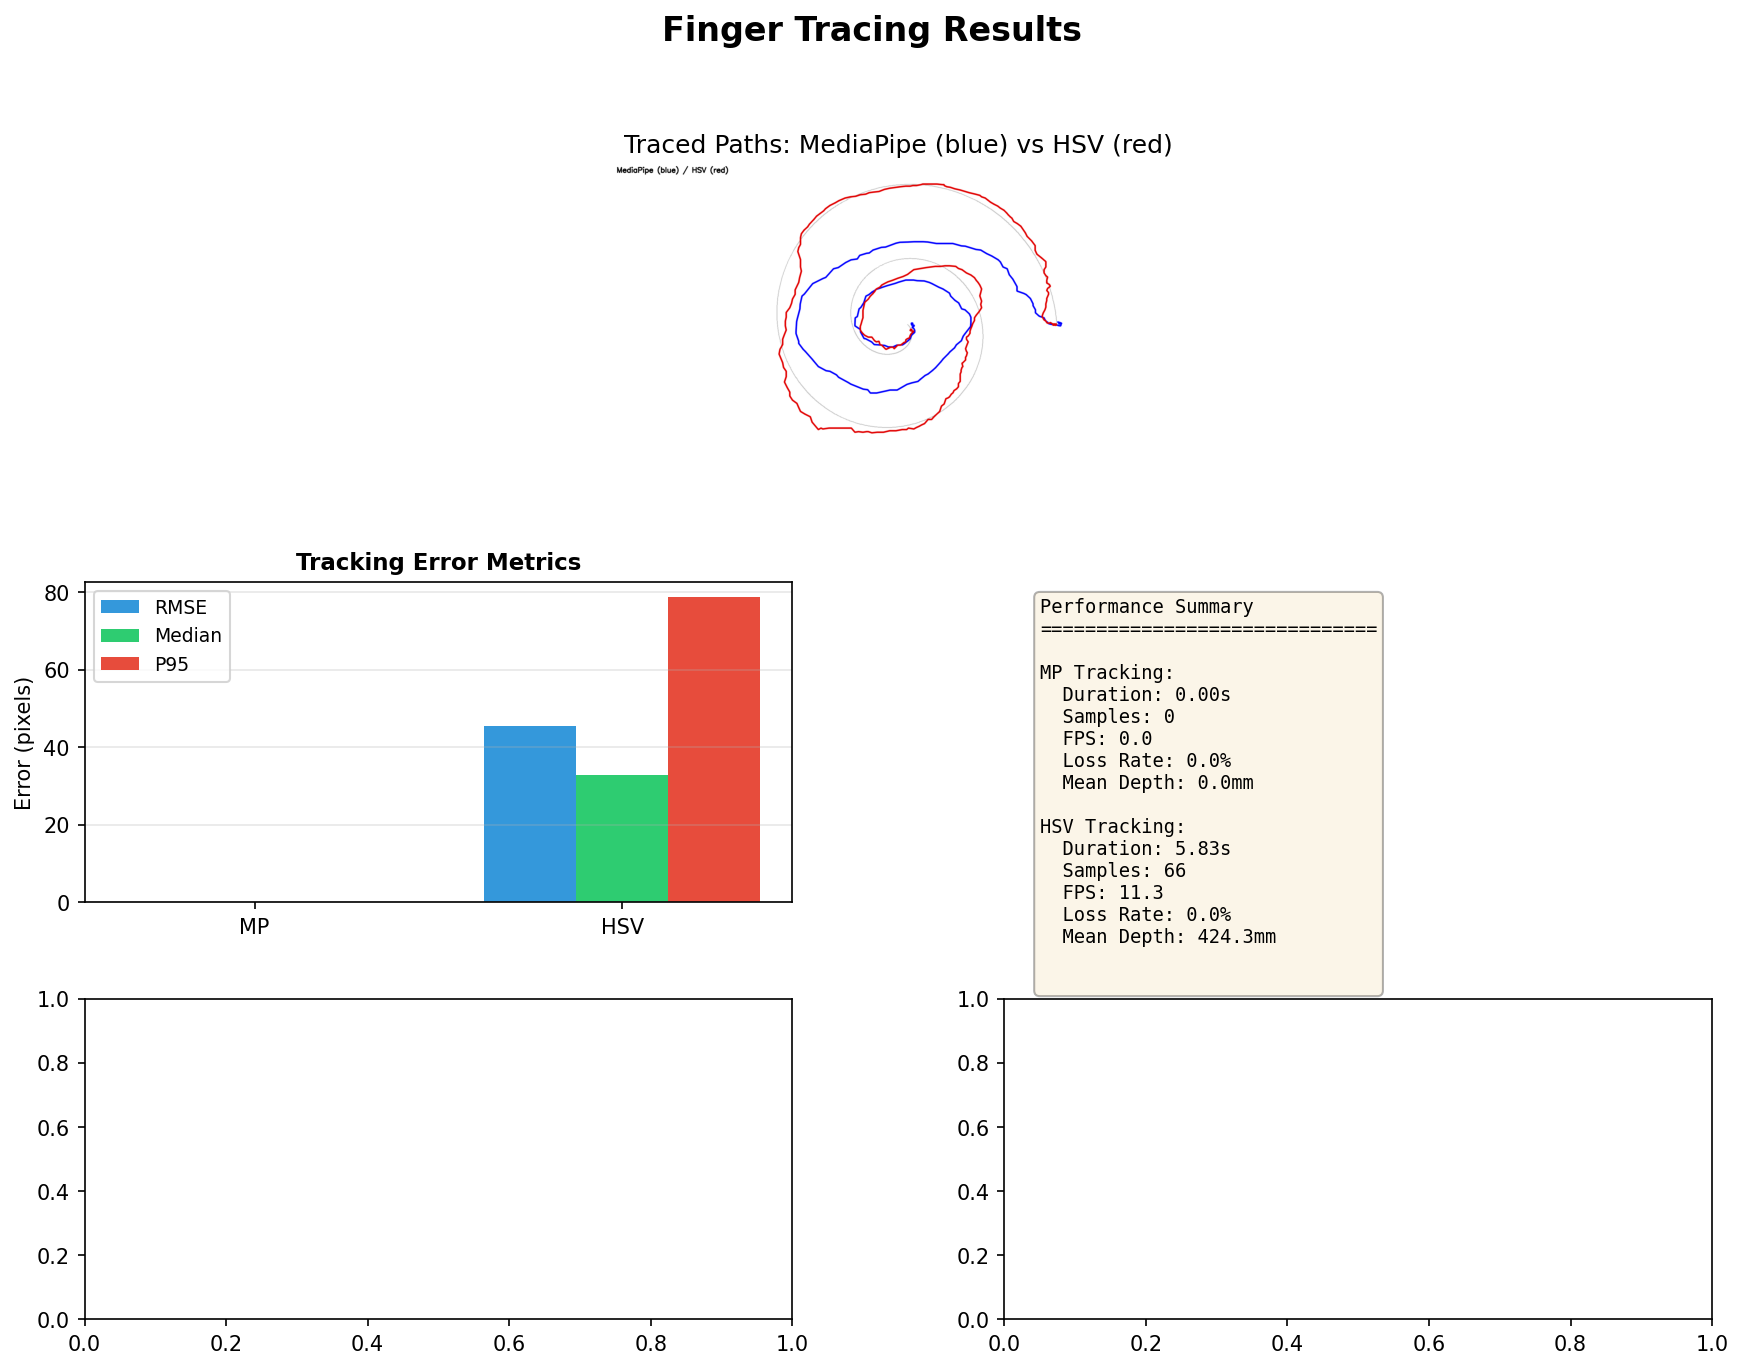 Finger Tracing Results
Traced Paths: MediaPipe (blue) vs HSV (red)
MediaPipe (blue) / HSV (red)
Tracking Error Metrics
Error (pixels)
80
60
40
20
0
RMSE
Median
P95
MP
HSV
Performance Summary
==============================
MP Tracking:
Duration: 0.00s
Samples: 0
FPS: 0.0
Loss Rate: 0.0%
Mean Depth: 0.0mm
HSV Tracking:
Duration: 5.83s
Samples: 66
FPS: 11.3
Loss Rate: 0.0%
Mean Depth: 424.3mm
1.0
0.8
0.6
0.4
0.2
0.0
0.0 0.2 0.4 0.6 0.8 1.0
1.0
0.8
0.6
0.4
0.2
0.0
0.0 0.2 0.4 0.6 0.8 1.0